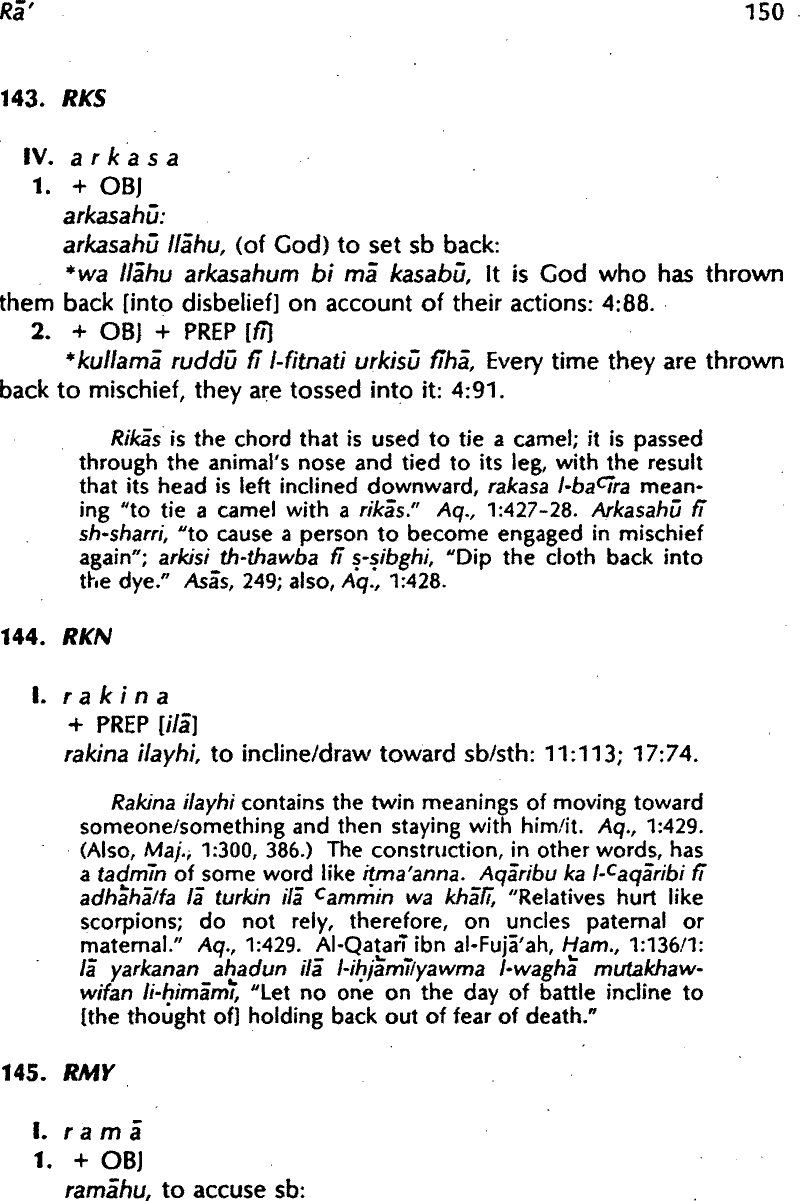 Rā' 150
143. RKS
IV. a r k a s a
1. + OBJ
arkasahū:
arkasahū llāhu, (of God) to set sb back:
*wa llāhu arkasahum bi mā kasabū, It is God who has thrown
them back [into disbelief] on account of their actions: 4:88.
2. + OBJ + PREP [fī]
*kullamā ruddū fī l-fitnati urkisū fīhā, Every time they are thrown
back to mischief, they are tossed into it: 4:91.
Rikās is the chord that is used to tie a camel; it is passed
through the animal's nose and tied to its leg, with the result
that its head is left inclined downward, rakasa l-baᶜīra mean-
ing "to tie a camel with a rikās." Aq., 1:427-28. Arkasahū fī
sh-sharri, "to cause a person to become engaged in mischief
again"; arkisi th-thawba fī ṣ-ṣibghi, "Dip the cloth back into
the dye." Asās, 249; also, Aq., 1:428.
144. RKN
I. r a k i n a
+ PREP [ilā]
rakina ilayhi, to incline/draw toward sb/sth: 11:113; 17:74.
Rakina ilayhi contains the twin meanings of moving toward
someone/something and then staying with him/it. Aq., 1:429.
(Also, Maj., 1:300, 386.) The construction, in other words, has
a taḍmīn of some word like iṭma'anna. Aqāribu ka l-ᶜaqāribi fī
adhāhā/fa lā turkin ilā ᶜammin wa khālī, "Relatives hurt like
scorpions; do not rely, therefore, on uncles paternal or
maternal." Aq., 1:429. Al-Qaṭarī ibn al-Fujā'ah, Ḥam., 1:136/1:
lā yarkanan aḥadun ilā l-iḥjāmī/yawma l-waghā mutakhaw-
wifan li-ḥimāmī, "Let no one on the day of battle incline to
[the thought of] holding back out of fear of death."
145. RMY
I. r a m ā
1. + OBJ
ramāhu, to accuse sb: